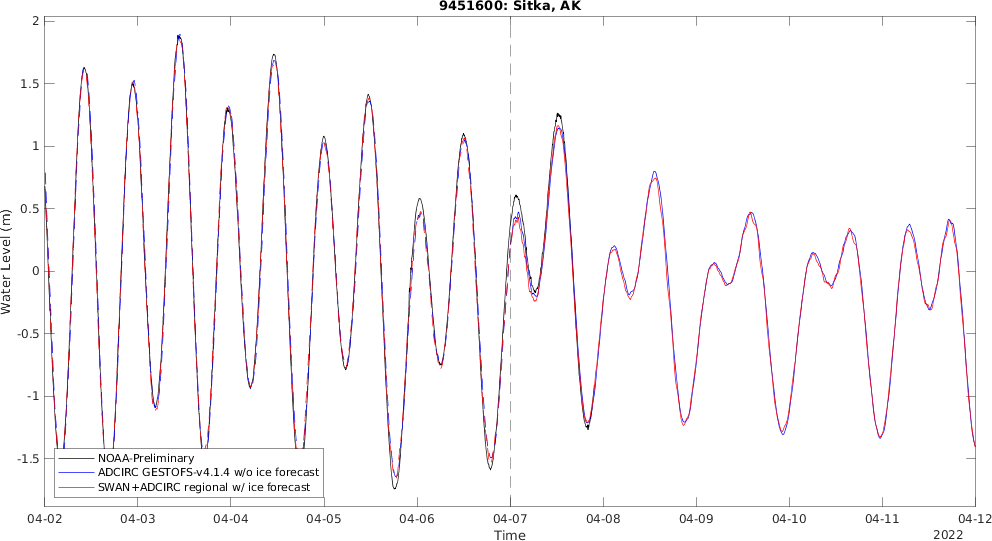 9451600: Sitka, AK
2
1.5
1
0.5
0
-0.5
-1
-1.5
Water Level (m)
NOAA-Preliminary
ADCIRC GESTOFS-v4.1.4 w/o ice forecast
SWAN+ADCIRC regional w/ ice forecast
04-02 04-03 04-04 04-05 04-06 04-07 04-08 04-09 04-10 04-11 04-12
Time
2022